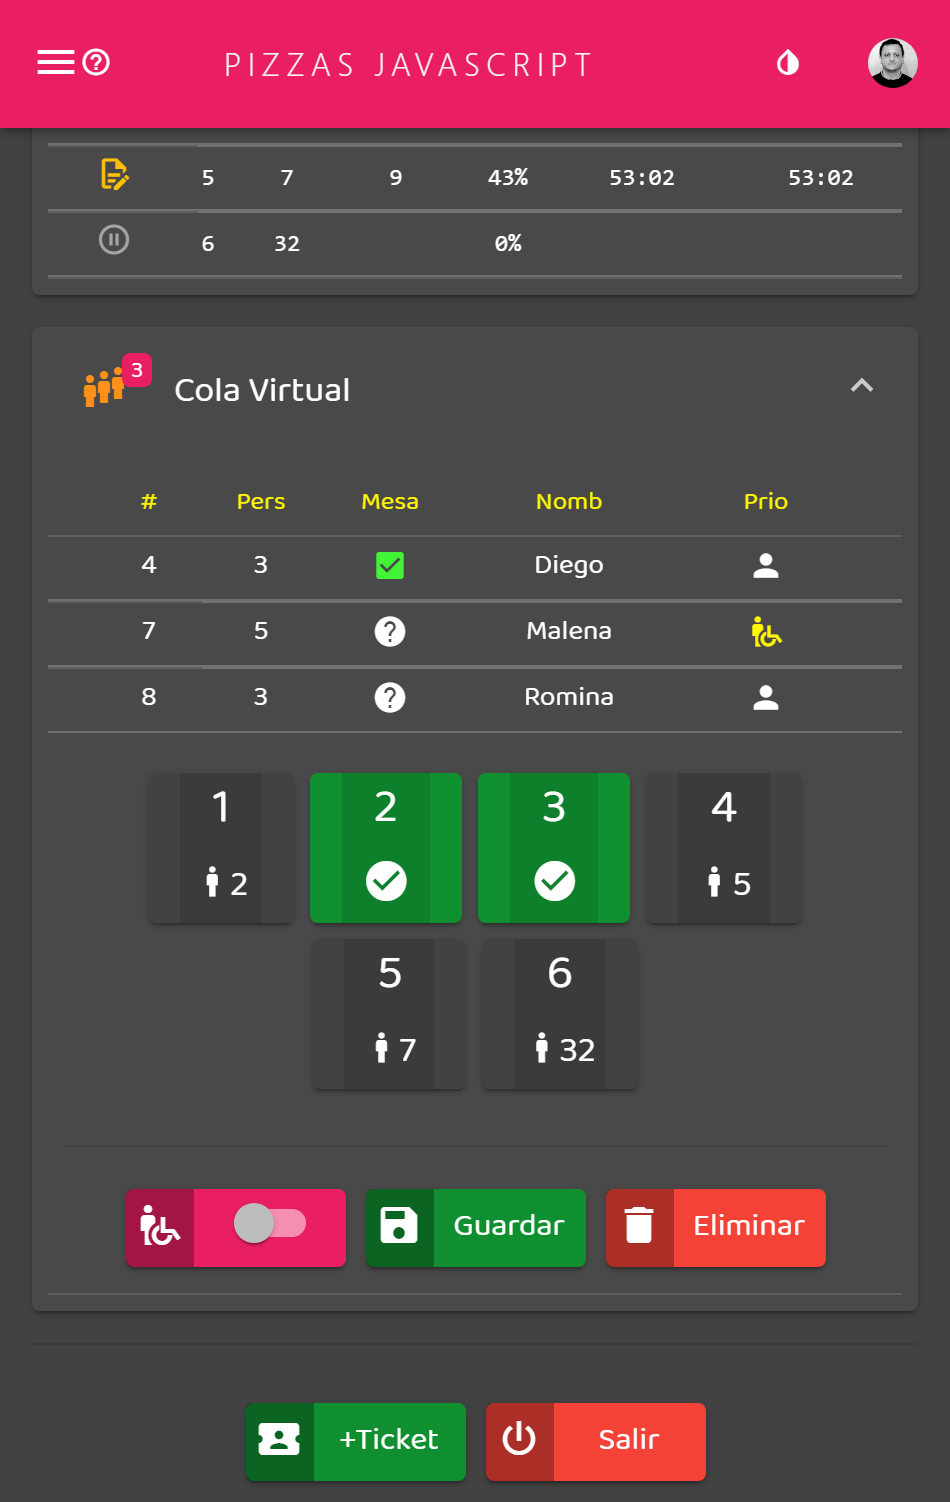 PIZZAS JAVASCRIPT
5 7 9 43% 53:02 53:02
6 32 0%
3
Cola Virtual
# Pers Mesa Nomb Prio
4 3 Diego
7 5 Malena
8 3 Romina
1 2 3 4
2 5
5 6
7 32
Guardar Eliminar
+Ticket Salir